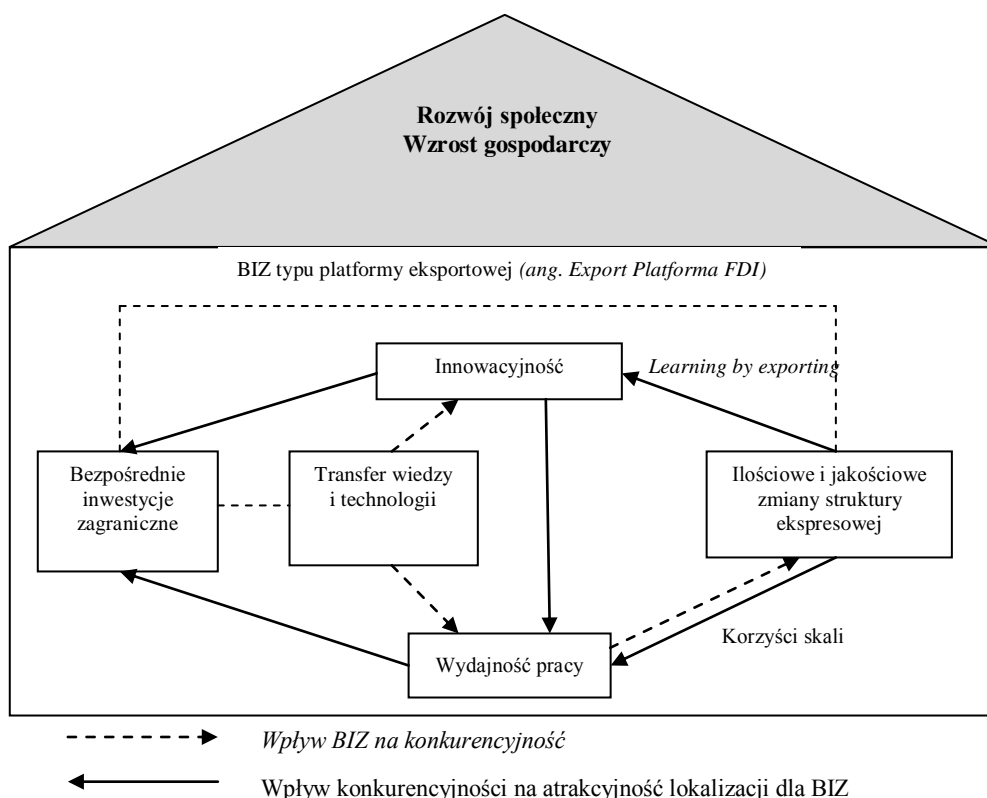 Rozwój społeczny
Wzrost gospodarczy
BIZ typu platformy eksportowej (ang. Export Platforma FDI)
Innowacyjność
Learning by exporting
Bezpośrednie
inwestycje
zagraniczne
Transfer wiedzy
i technologii
Ilościowe i jakościowe
zmiany struktury
ekspresowej
Korzyści skali
Wydajność pracy
Wpływ BIZ na konkurencyjność
Wpływ konkurencyjności na atrakcyjność lokalizacji dla BIZ